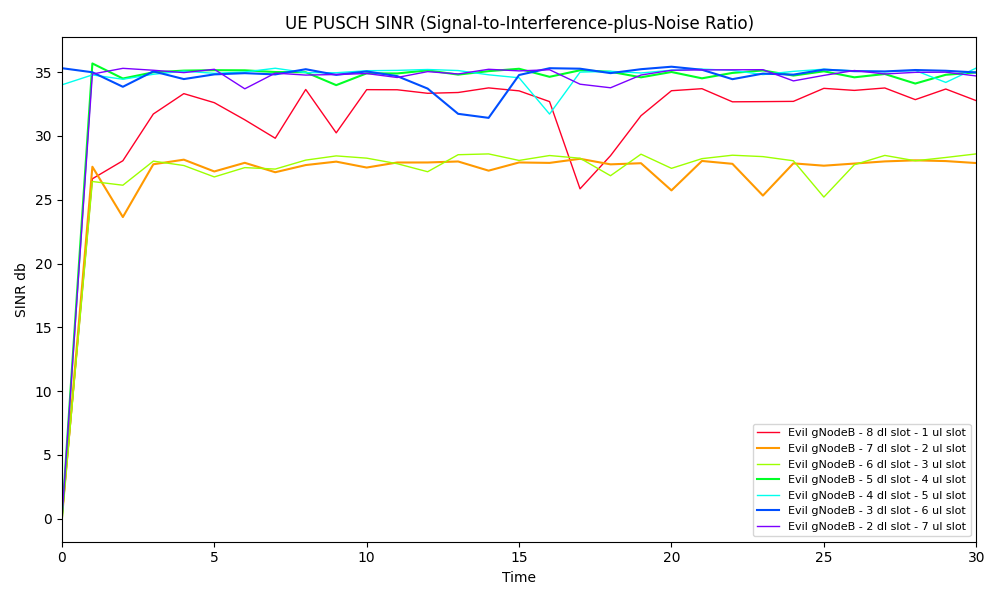 UE PUSCH SINR (Signal-to-Interference-plus-Noise Ratio)
35
30
25
20
15
10
5
0
SINR db
Evil gNodeB - 8 dl slot - 1 ul slot
Evil gNodeB - 7 dl slot - 2 ul slot
Evil gNodeB - 6 dl slot - 3 ul slot
Evil gNodeB - 5 dl slot - 4 ul slot
Evil gNodeB - 4 dl slot - 5 ul slot
Evil gNodeB - 3 dl slot - 6 ul slot
Evil gNodeB - 2 dl slot - 7 ul slot
0 5 10 15 20 25 30
Time